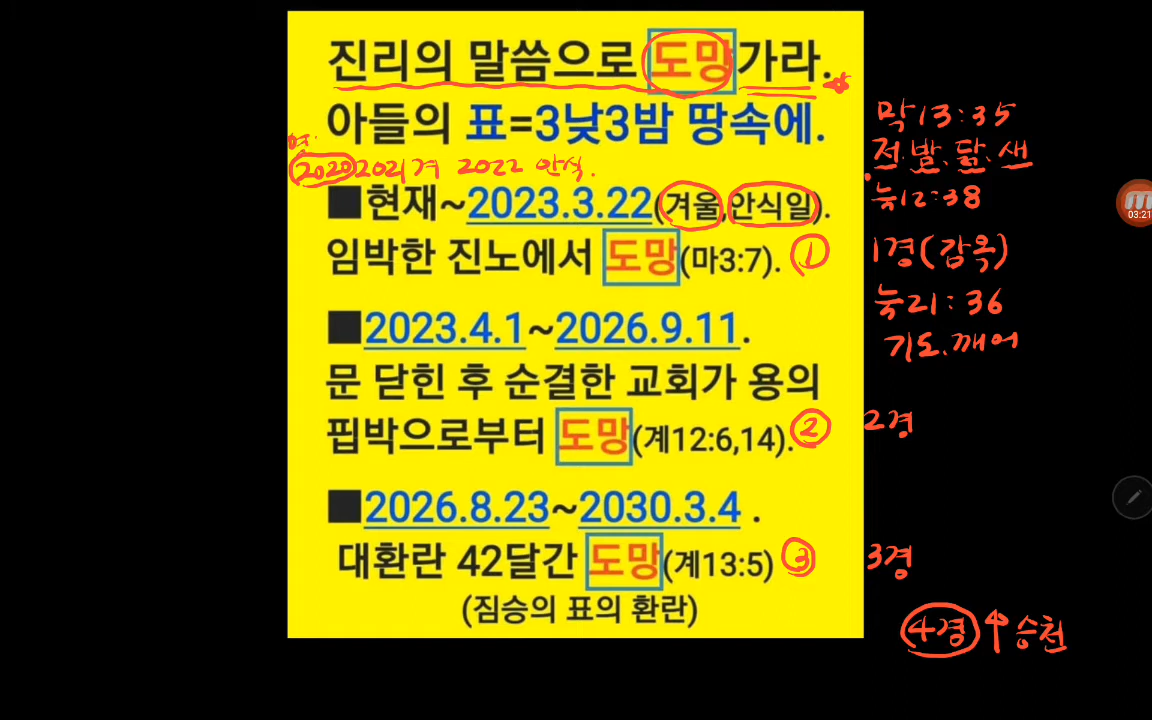 진리의 말씀으로 도망가라.
아들의 표=3낮3밤 땅속에.
2020 2021겨 2022 안식.
■현재~2023.3.22(겨울,안식일).
임박한 진노에서 도망(마3:7). ①
■2023.4.1~2026.9.11.
문 닫힌 후 순결한 교회가 용의
핍박으로부터 도망(계12:6,14). ②
■2026.8.23~2030.3.4 .
대환란 42달간 도망(계13:5) ③
(짐승의 표의 환란)
막13:35
저.밤.닭.새
눅12:38
1경(감옥)
눅21:36
기도.깨어
2경
3경
4경 ↑ 승천
03:21